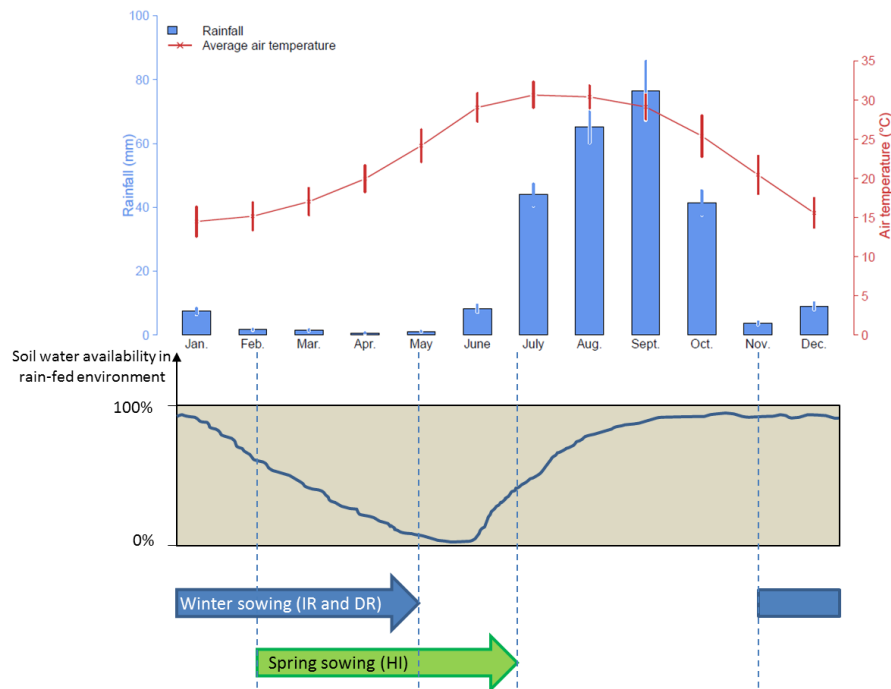 100
Rainfall
Average air temperature
80
60
40
20
0
Rainfall (mm)
35
30
25
20
15
10
5
0
Air temperature (°C)
Jan. Feb. Mar. Apr. May June July Aug. Sept. Oct. Nov. Dec.
Soil water availability in
rain-fed environment
100%
0%
Winter sowing (IR and DR)
Spring sowing (HI)